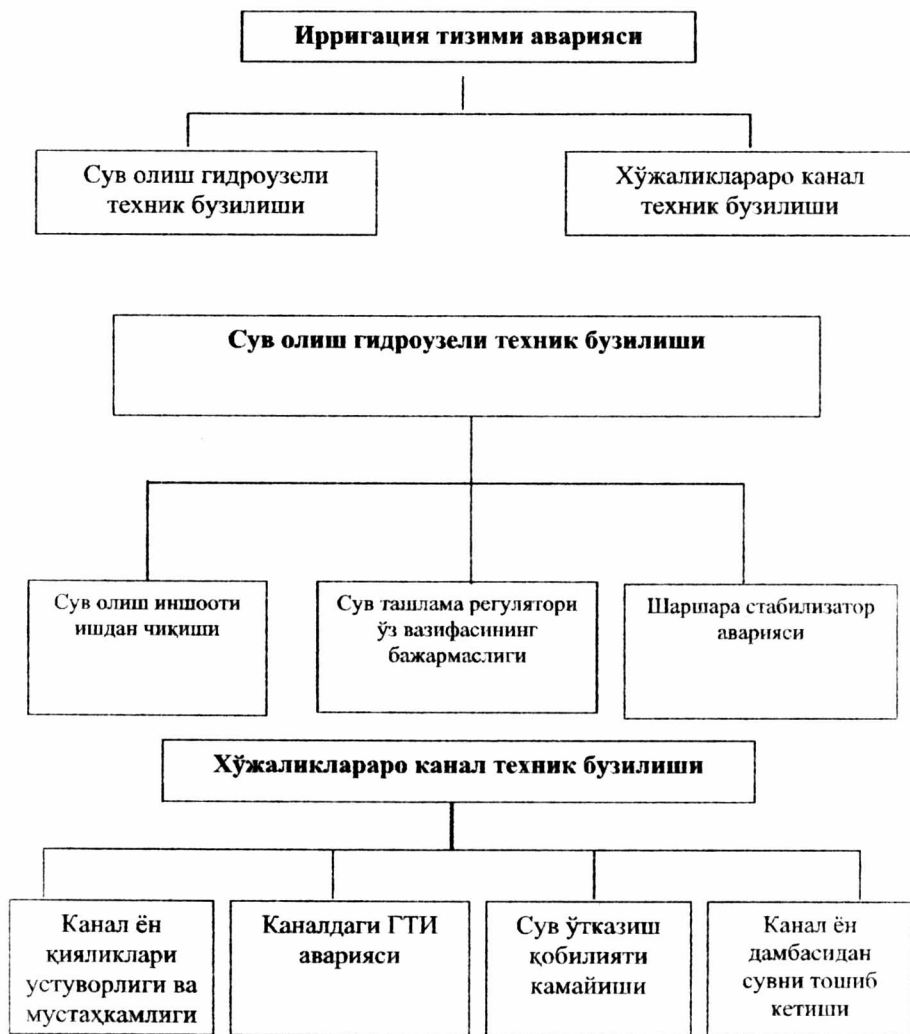 Ирригация тизими аварияси
Сув олиш гидроузели
техник бузилиши
Хўжаликлараро канал
техник бузилиши
Сув олиш гидроузели техник бузилиши
Сув олиш иншооти
ишдан чиқиши
Сув ташлама регулятори
ўз вазифасининг
бажармаслиги
Шаршара стабилизатор
аварияси
Хўжаликлараро канал техник бузилиши
Канал ён
қияликлари
устуворлиги ва
мустаҳкамлиги
Каналдаги ГТИ
аварияси
Сув ўтказиш
қобилияти
камайиши
Канал ён
дамбасидан
сувни тошиб
кетиши